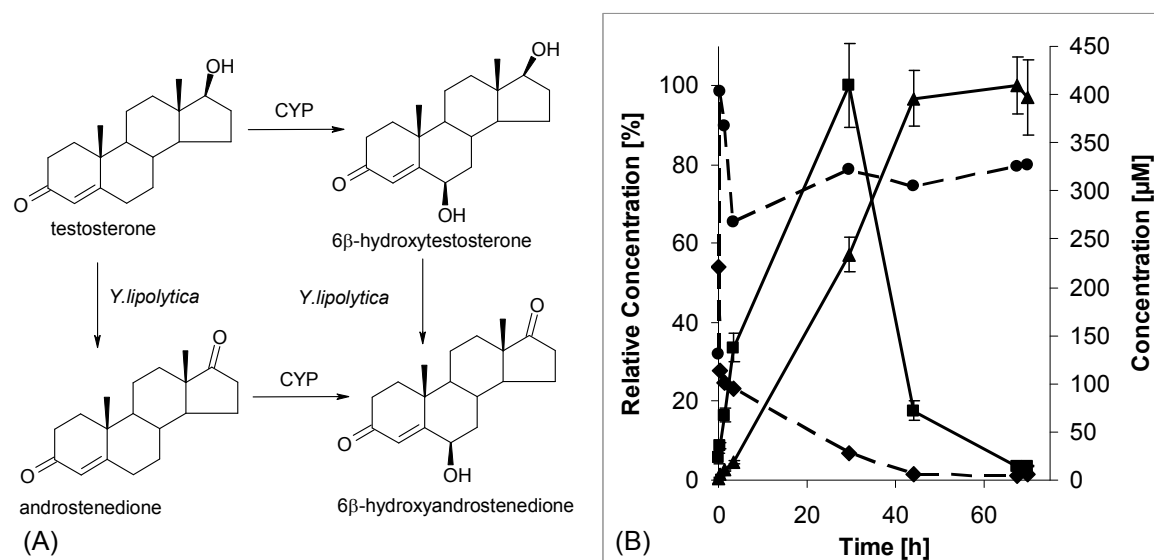 OH
OH
CYP
O
O
testosterone
OH
6β-hydroxytestosterone
Y.lipolytica
Y.lipolytica
O
O
CYP
O
O
OH
androstenedione
6β-hydroxyandrostenedione
(A)
Relative Concentration [%]
100
80
60
40
20
0
450
400
350
300
250
200
150
100
50
0
Concentration [µM]
0
20
40
60
Time [h]
(B)